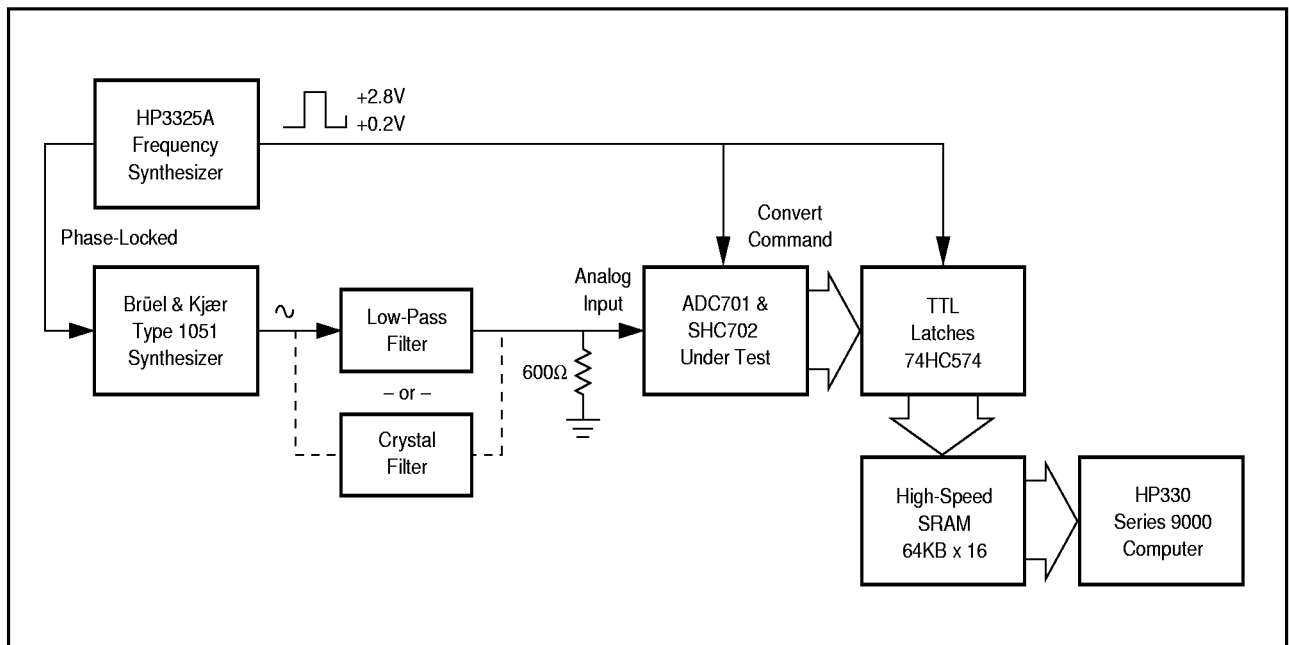 HP3325A
Frequency
Synthesizer
+2.8V
+0.2V
Phase-Locked
Convert
Command
Brüel & Kjær
Type 1051
Synthesizer
Low-Pass
Filter
– or –
Crystal
Filter
600Ω
Analog
Input
ADC701 &
SHC702
Under Test
TTL
Latches
74HC574
High-Speed
SRAM
64KB x 16
HP330
Series 9000
Computer